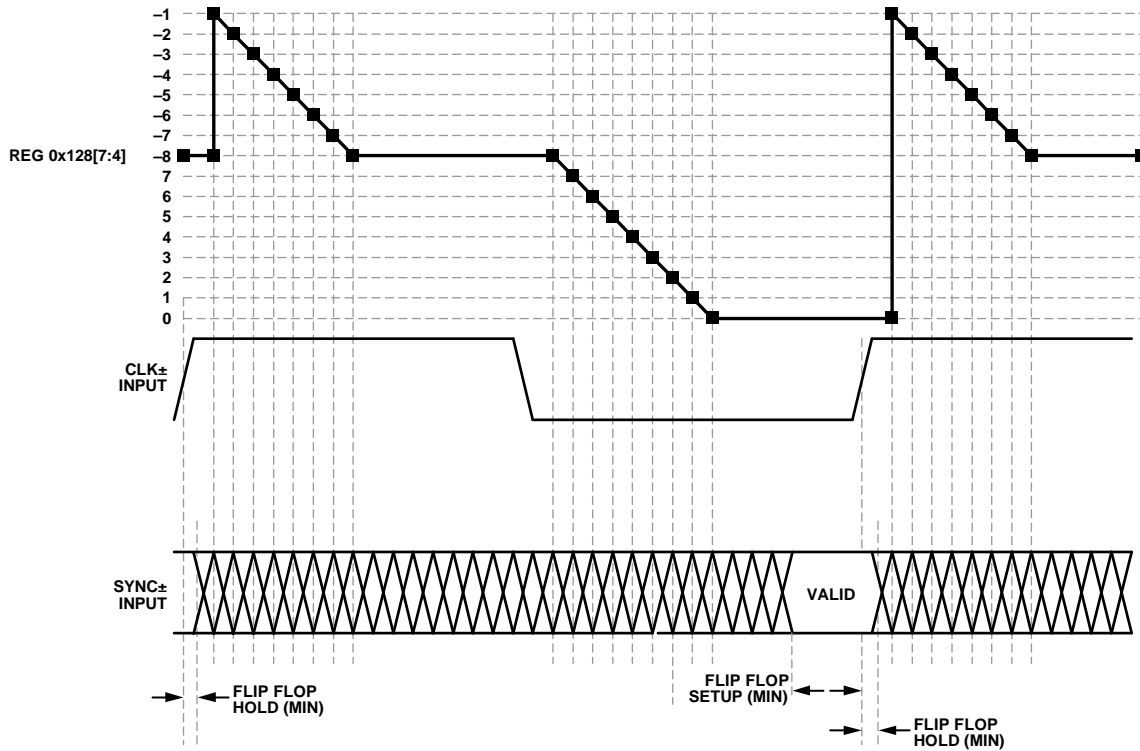 –1
–2
–3
–4
–5
–6
–7
REG 0x128[7:4]
–8
7
6
5
4
3
2
1
0
CLK±
INPUT
SYNC±
INPUT
VALID
FLIP FLOP
HOLD (MIN)
FLIP FLOP
SETUP (MIN)
FLIP FLOP
HOLD (MIN)